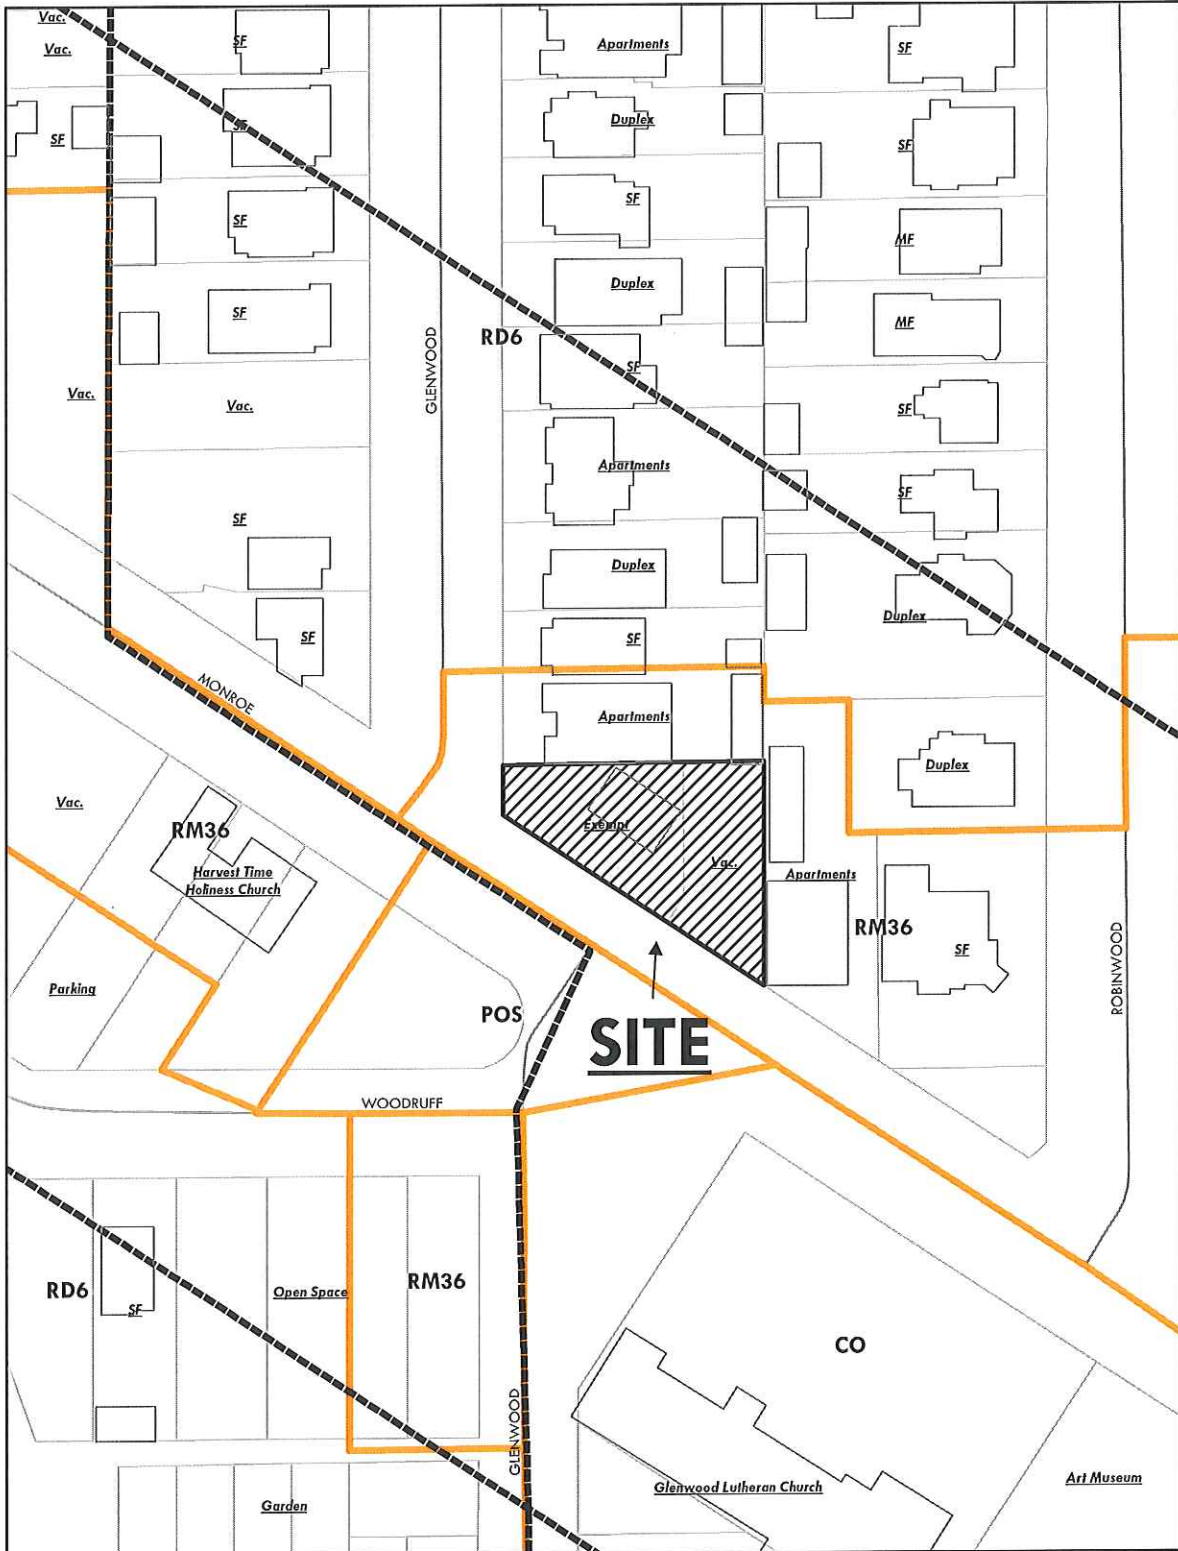 Vac.
Vac.
SF
Apartments
SF
SF
SF
Duplex
SF
SF
SF
MF
SF
Duplex
MF
RD6
GLENWOOD
SF
Vac.
Vac.
SF
Apartments
SF
SF
Duplex
Duplex
SF
SF
MONROE
Apartments
Duplex
Vac.
RM36
Exempt
Vac.
Harvest Time
Holiness Church
Apartments
RM36
SF
ROBINWOOD
Parking
POS
SITE
WOODRUFF
RD6
SF
Open Space
RM36
CO
GLENWOOD
Glenwood Lutheran Church
Art Museum
Garden